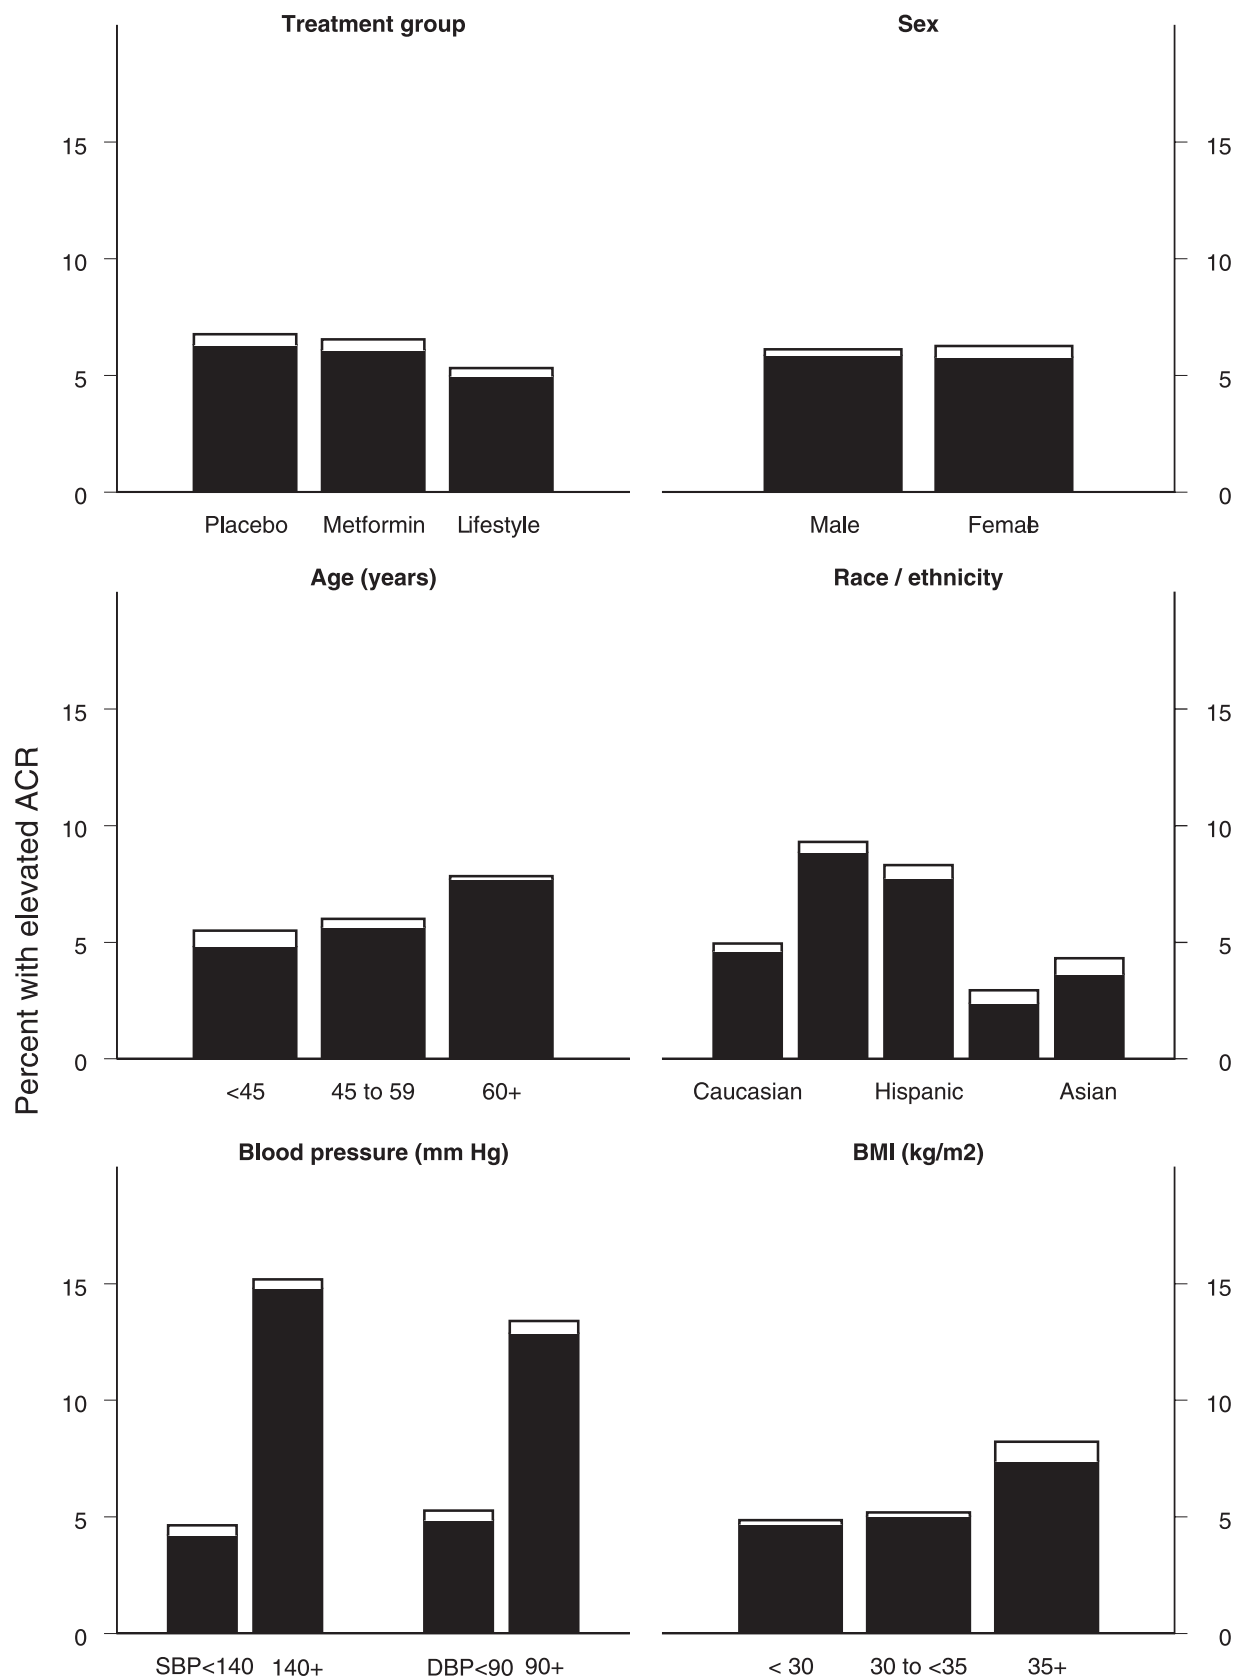 Treatment group
Sex
15
10
5
0
15
10
5
0
Placebo Metformin Lifestyle
Male Female
Age (years)
Race / ethnicity
Percent with elevated ACR
15
10
5
0
15
10
5
0
<45 45 to 59 60+
Caucasian Hispanic Asian
Blood pressure (mm Hg)
BMI (kg/m2)
15
10
5
0
15
10
5
0
SBP<140 140+ DBP<90 90+
< 30 30 to <35 35+